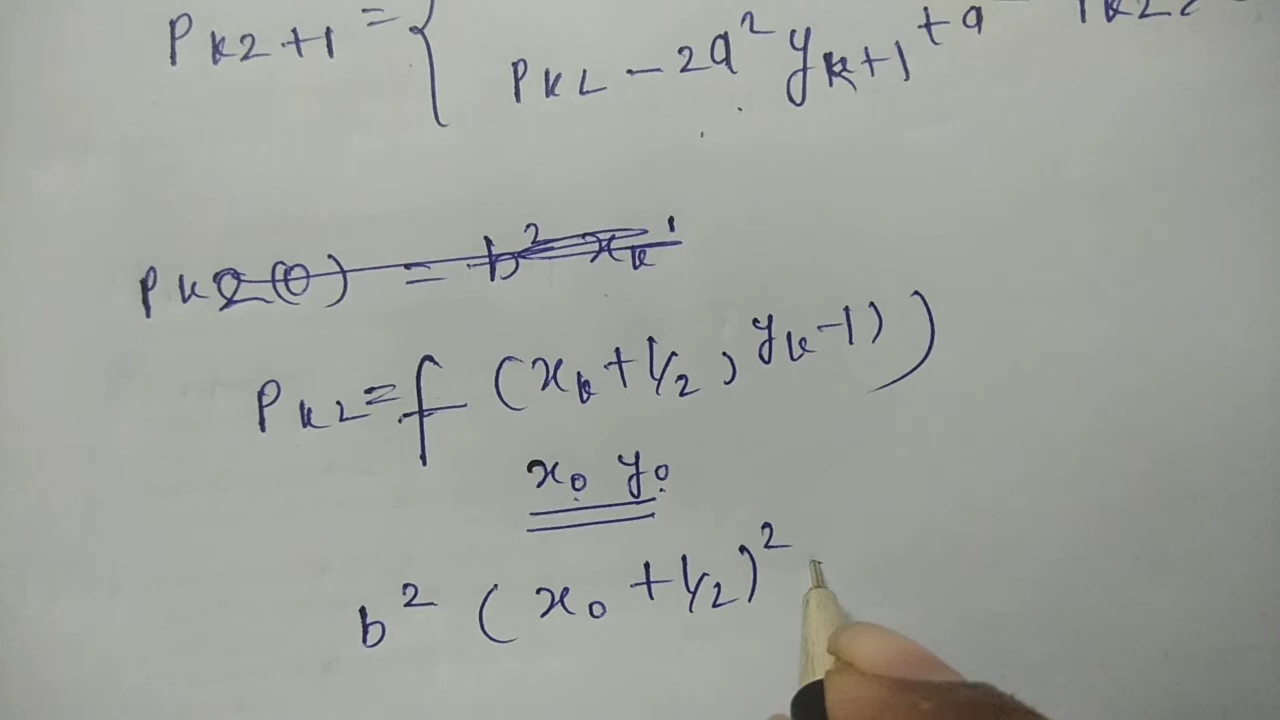 PK2+1 = {
PK2 - 2a² yk+1 + a
PK2(0) = b² xk
PK2 = f (xk + 1/2, yk-1))
x0 y0
b² (x0 + 1/2)²